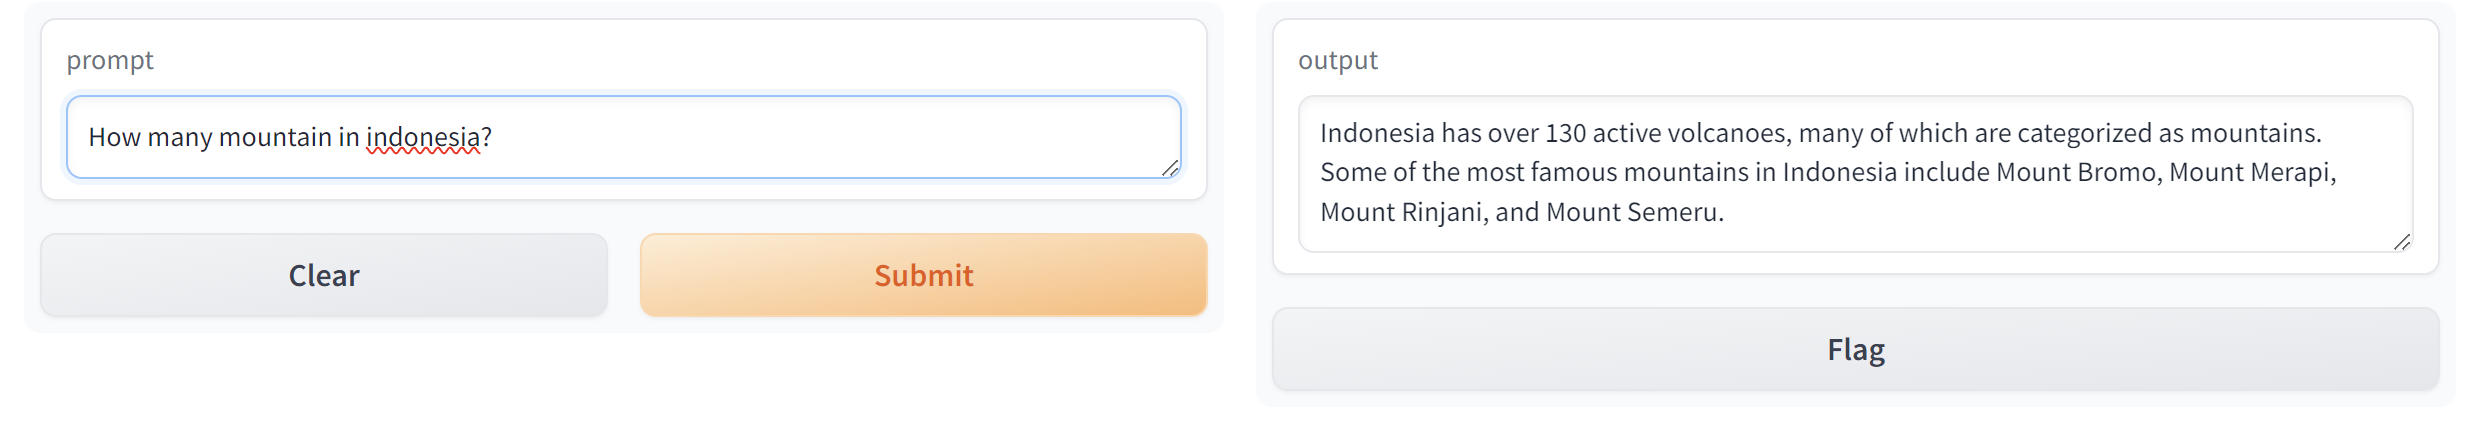 prompt
How many mountain in indonesia?
Clear
Submit
output
Indonesia has over 130 active volcanoes, many of which are categorized as mountains.
Some of the most famous mountains in Indonesia include Mount Bromo, Mount Merapi,
Mount Rinjani, and Mount Semeru.
Flag